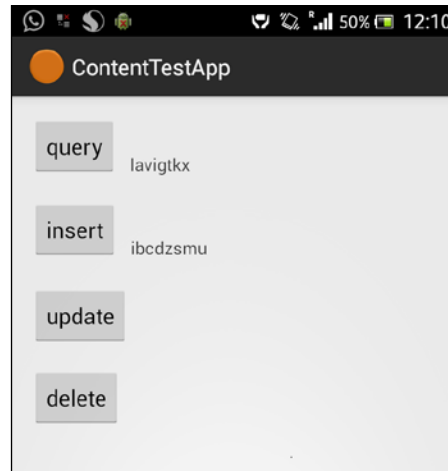 R 50% 12:10
ContentTestApp
query
lavigtkx
insert
ibcdzsmu
update
delete